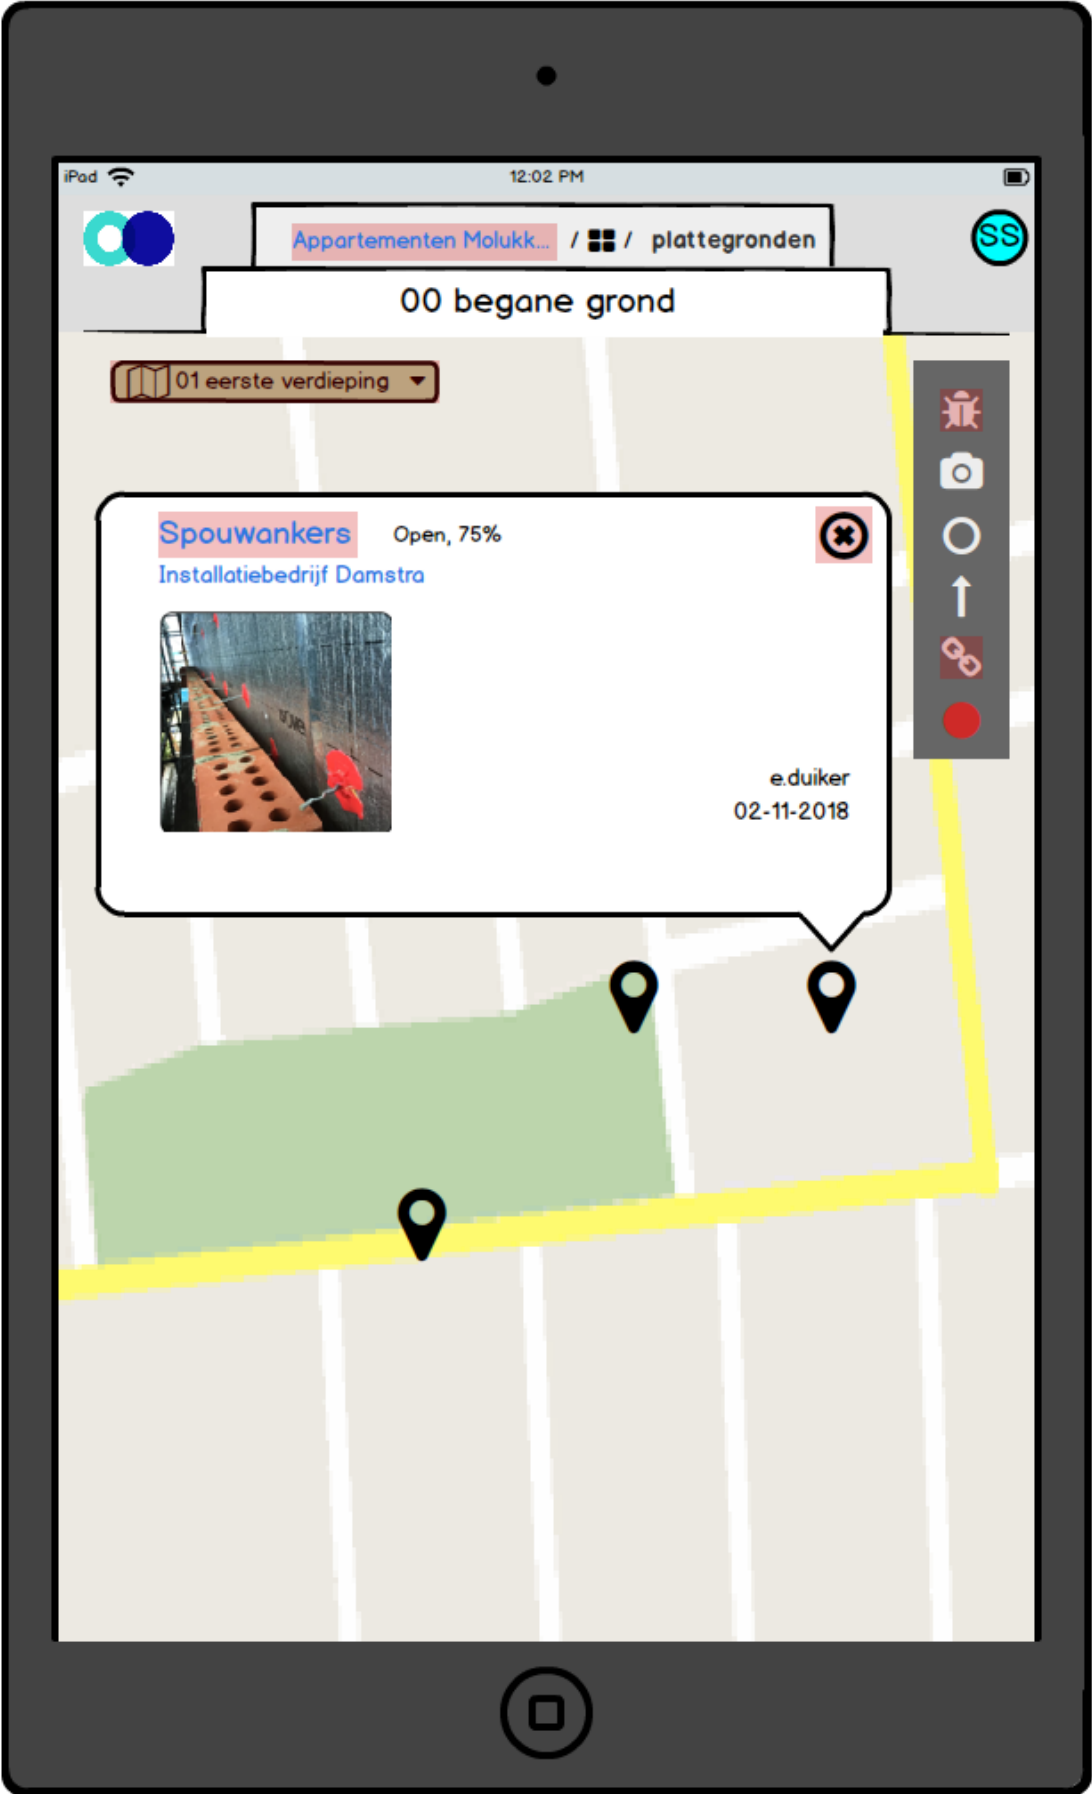 iPad 12:02 PM
Appartementen Molukk... / / plattegronden
SS
00 begane grond
01 eerste verdieping
Spouwankers Open, 75%
Installatiebedrijf Damstra
e.duiker
02-11-2018